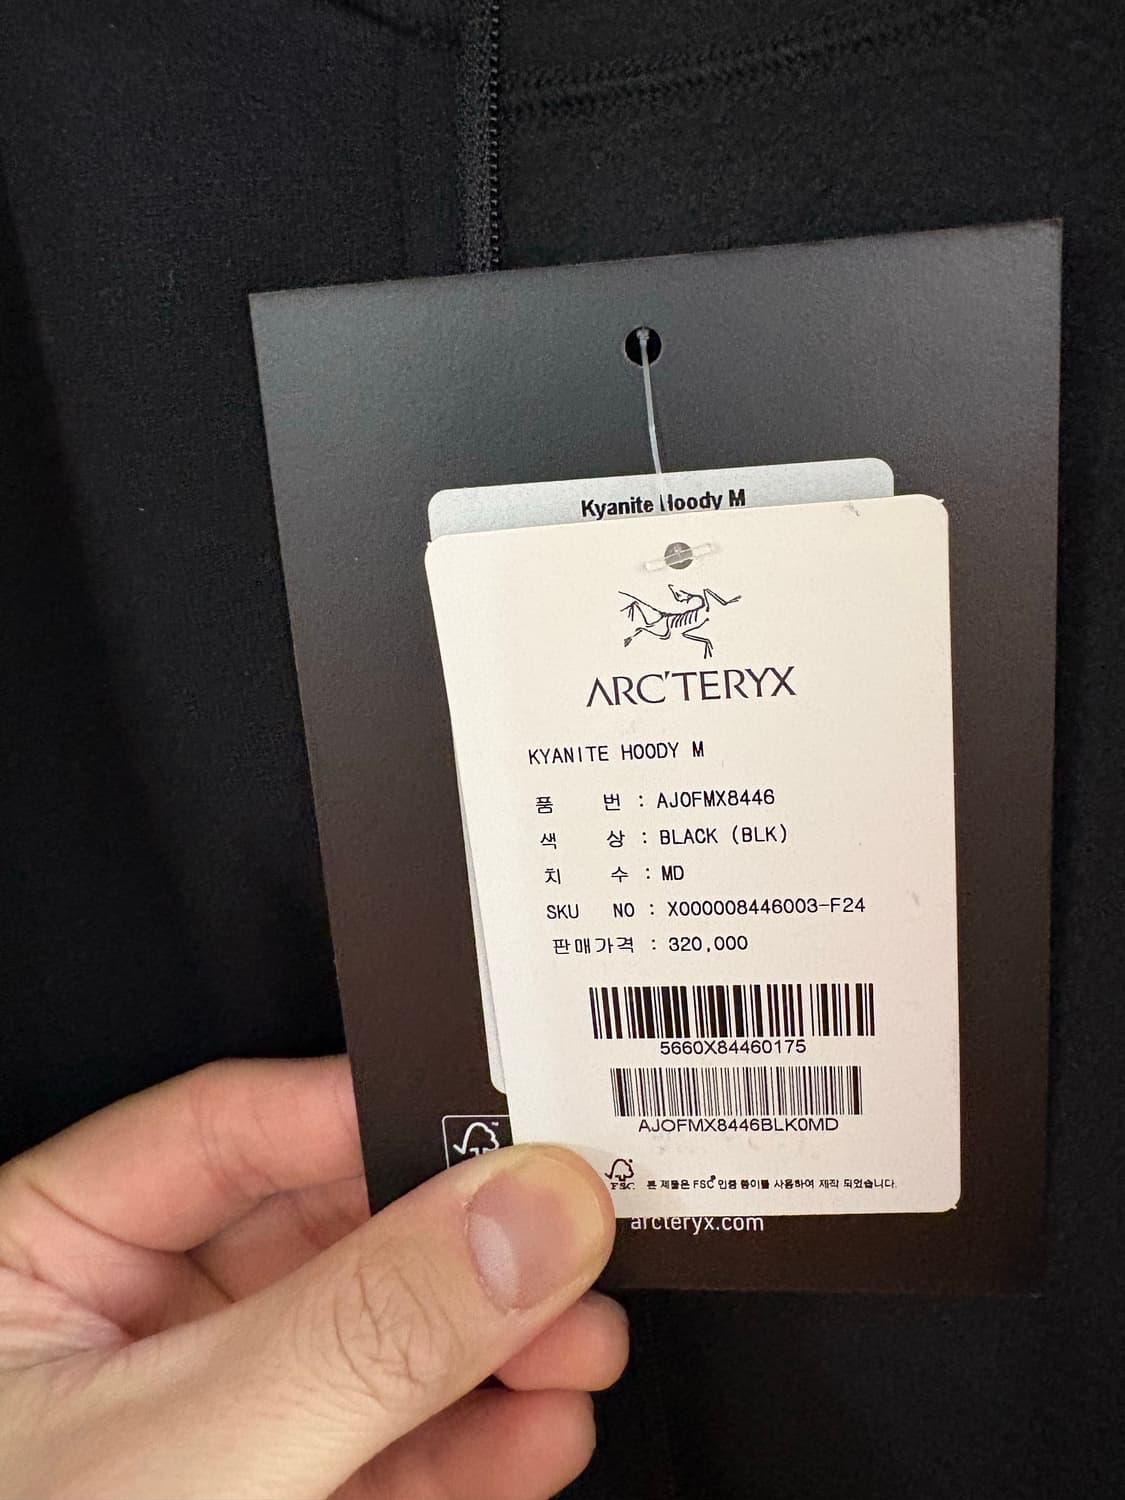 Kyanite Hoody M
ARC'TERYX
KYANITE HOODY M
품 번 : AJOFMX8446
색 상 : BLACK (BLK)
치 수 : MD
SKU NO : X000008446003-F24
판매가격 : 320,000
5660X84460175
AJOFMX8446BLK0MD
FSC 본 제품은 FSC® 인증 종이를 사용하여 제작 되었습니다.
arcteryx.com